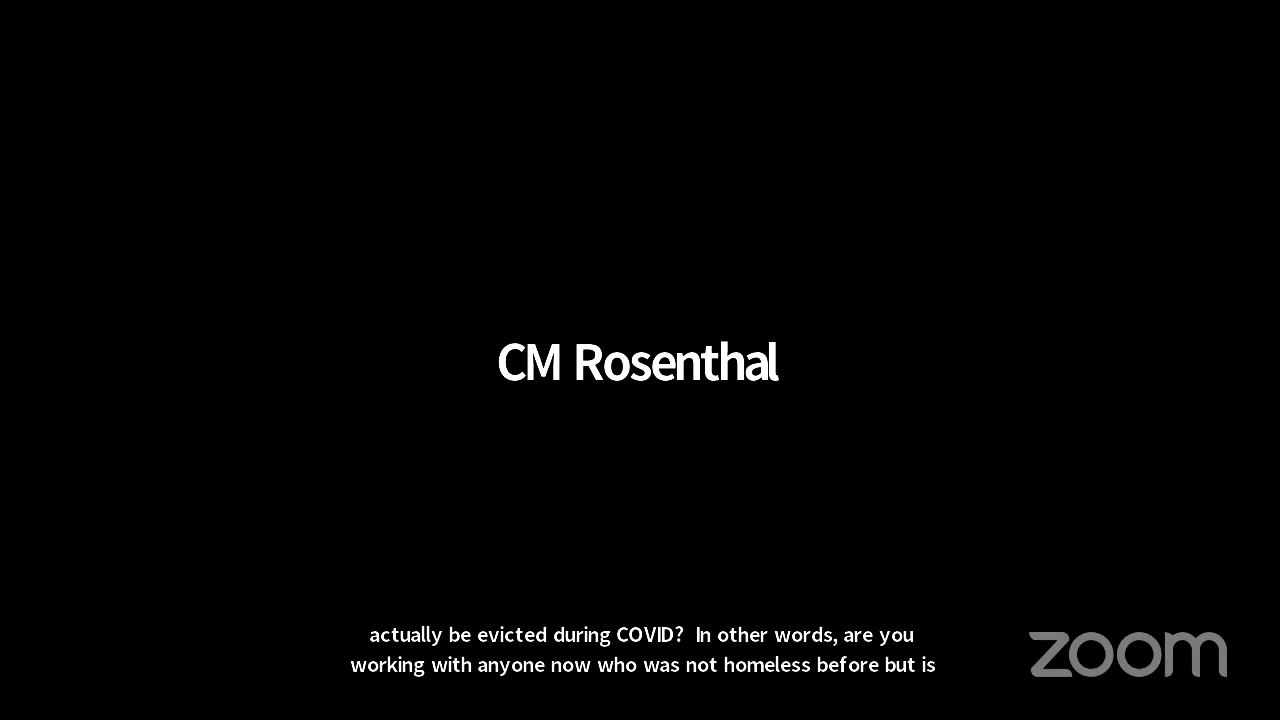 CM Rosenthal
actually be evicted during COVID?  In other words, are you
working with anyone now who was not homeless before but is
zoom